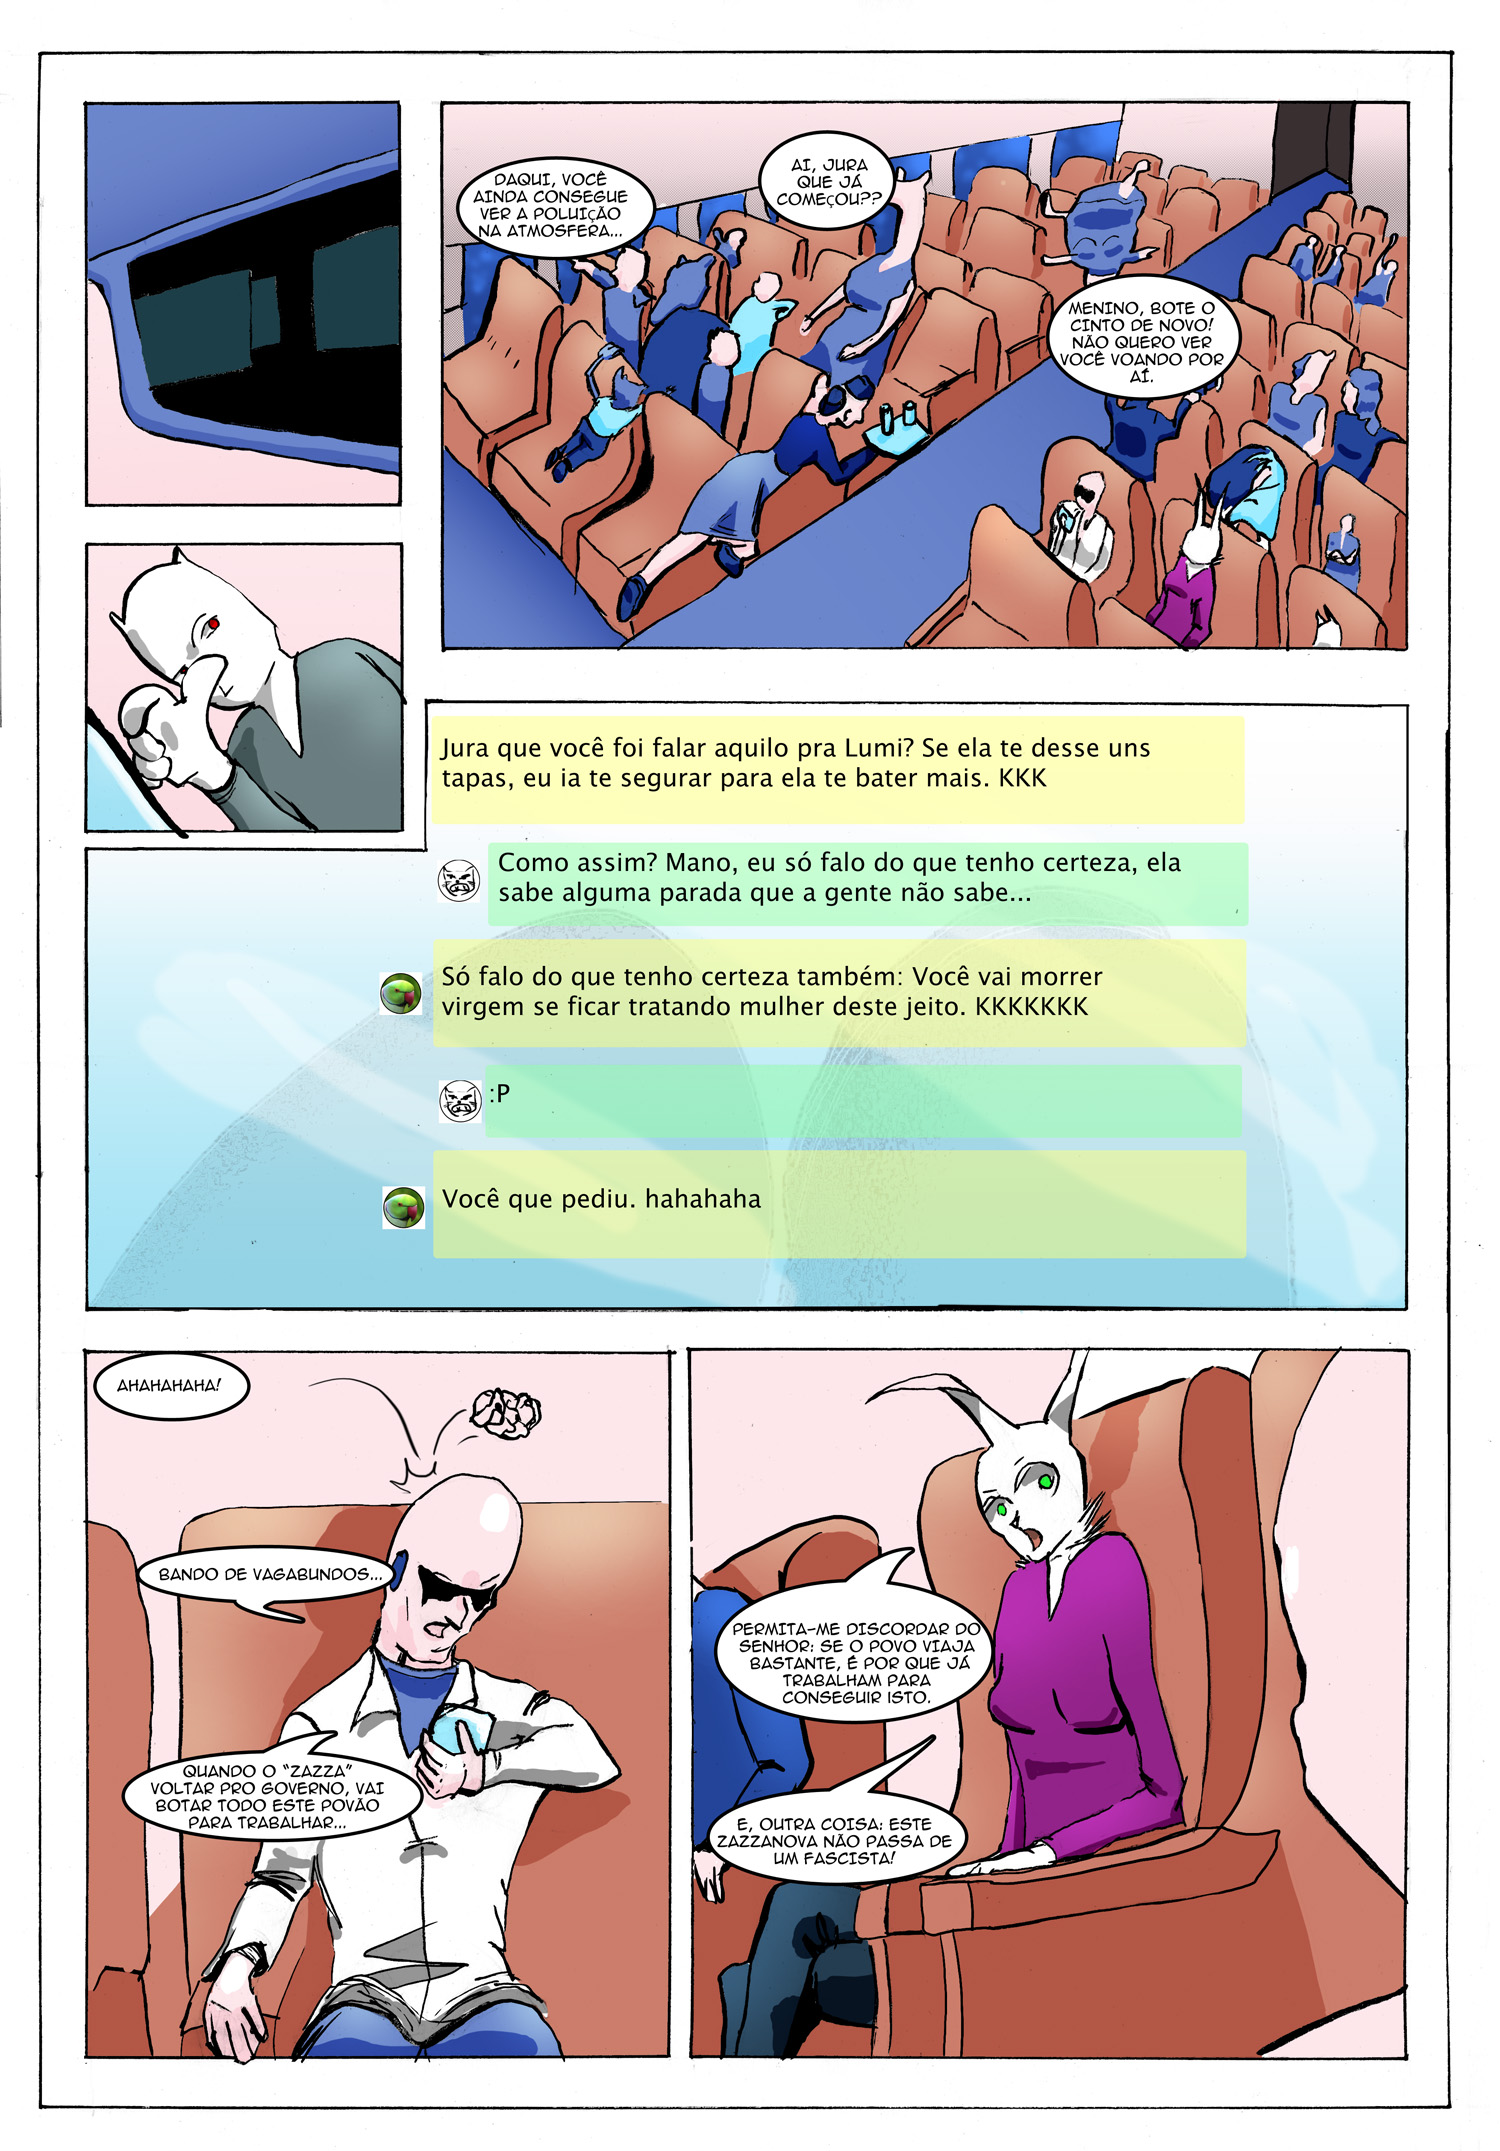 DAQUI, VOCÊ
AINDA CONSEGUE
VER A POLUIÇÃO
NA ATMOSFERA...
AI, JURA
QUE JÁ
COMEÇOU??
MENINO, BOTE O
CINTO DE NOVO!
NÃO QUERO VER
VOCÊ VOANDO POR
AÍ.
Jura que você foi falar aquilo pra Lumi? Se ela te desse uns
tapas, eu ia te segurar para ela te bater mais. KKK
Como assim? Mano, eu só falo do que tenho certeza, ela
sabe alguma parada que a gente não sabe...
Só falo do que tenho certeza também: Você vai morrer
virgem se ficar tratando mulher deste jeito. KKKKKKK
:P
Você que pediu. hahahaha
AHAHAHAHA!
BANDO DE VAGABUNDOS...
QUANDO O "ZAZZA"
VOLTAR PRO GOVERNO, VAI
BOTAR TODO ESTE POVÃO
PARA TRABALHAR...
PERMITA-ME DISCORDAR DO
SENHOR: SE O POVO VIAJA
BASTANTE, É POR QUE JÁ
TRABALHAM PARA
CONSEGUIR ISTO.
E, OUTRA COISA: ESTE
ZAZZANOVA NÃO PASSA DE
UM FASCISTA!